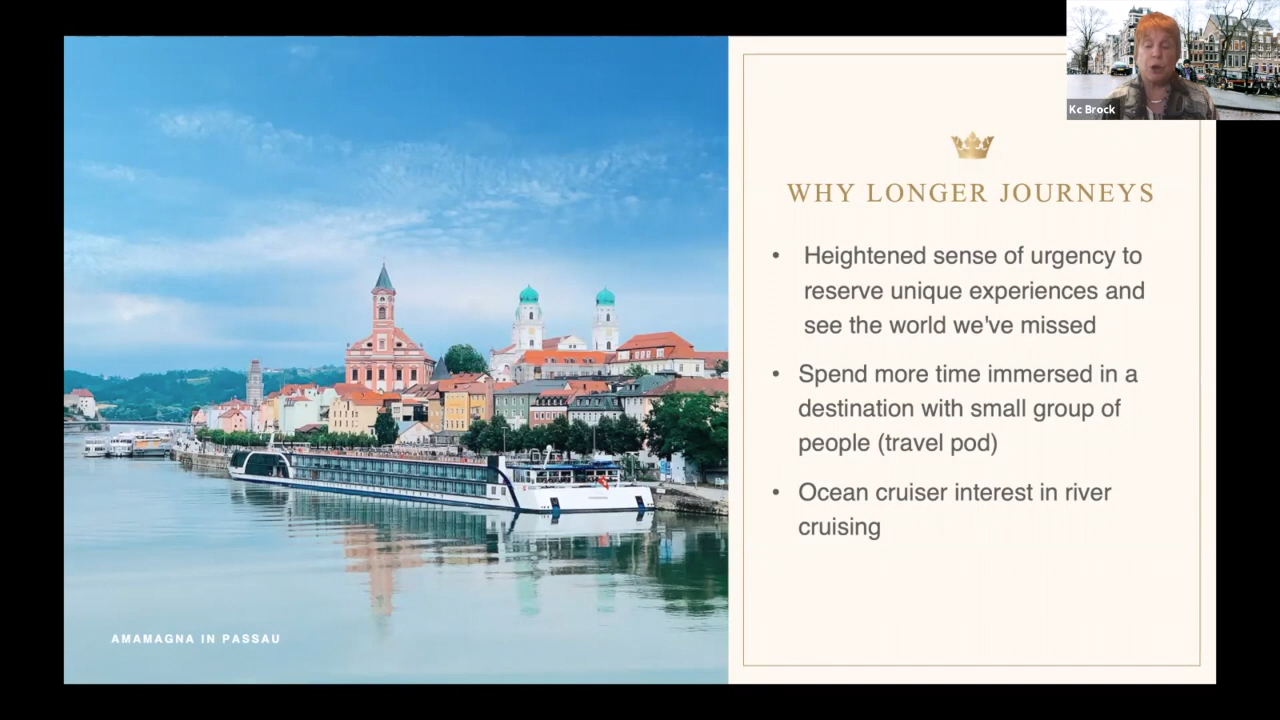 Kc Brock
WHY LONGER JOURNEYS
• Heightened sense of urgency to
reserve unique experiences and
see the world we've missed
• Spend more time immersed in a
destination with small group of
people (travel pod)
• Ocean cruiser interest in river
cruising
AMAMAGNA IN PASSAU